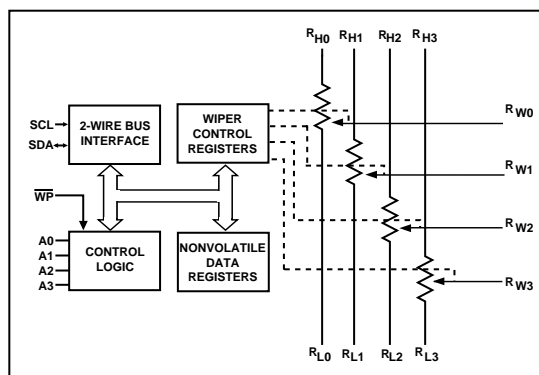 RH0 RH1 RH2 RH3
SCL
SDA
2-WIRE BUS
INTERFACE
WIPER
CONTROL
REGISTERS
RW0
RW1
RW2
RW3
WP
A0
A1
A2
A3
CONTROL
LOGIC
NONVOLATILE
DATA
REGISTERS
RL0 RL1 RL2 RL3